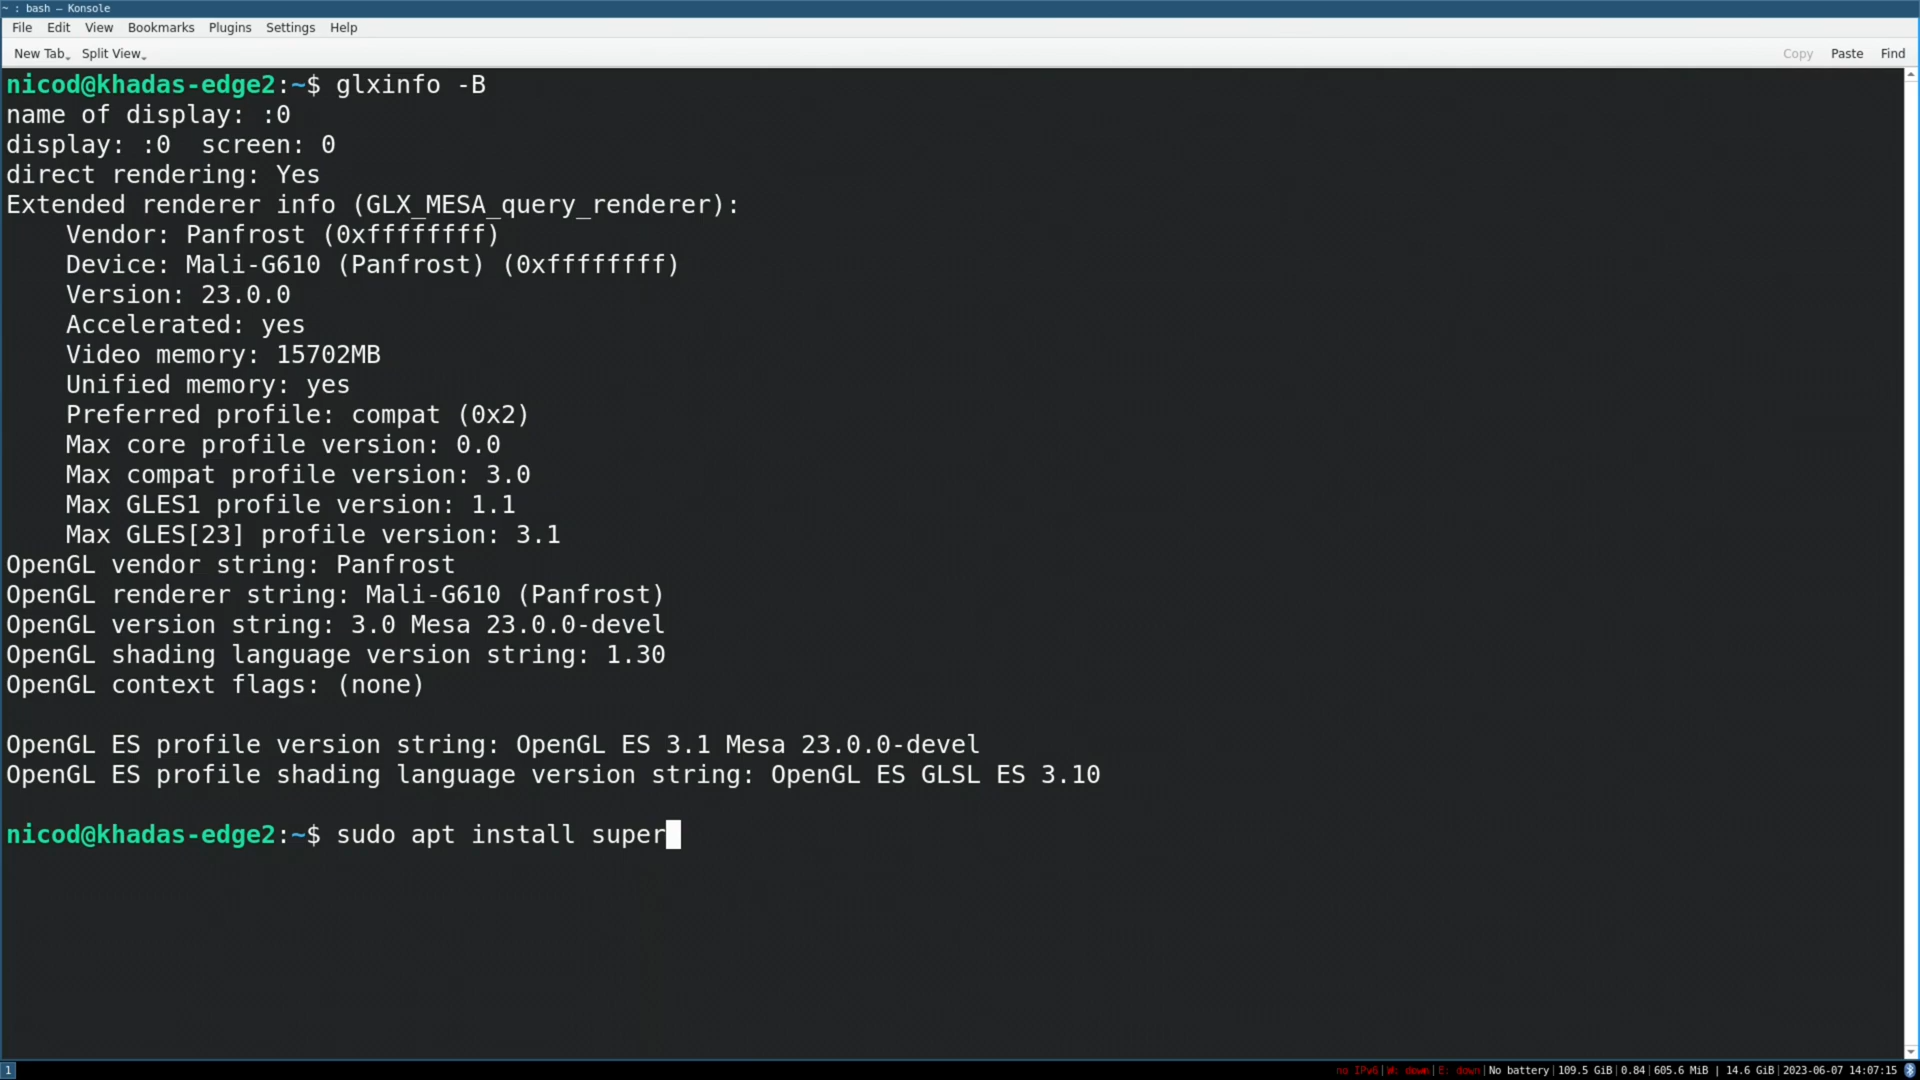 ~ : bash — Konsole
File Edit View Bookmarks Plugins Settings Help
New Tab Split View Copy Paste Find
nicod@khadas-edge2:~$ glxinfo -B
name of display: :0
display: :0  screen: 0
direct rendering: Yes
Extended renderer info (GLX_MESA_query_renderer):
    Vendor: Panfrost (0xffffffff)
    Device: Mali-G610 (Panfrost) (0xffffffff)
    Version: 23.0.0
    Accelerated: yes
    Video memory: 15702MB
    Unified memory: yes
    Preferred profile: compat (0x2)
    Max core profile version: 0.0
    Max compat profile version: 3.0
    Max GLES1 profile version: 1.1
    Max GLES[23] profile version: 3.1
OpenGL vendor string: Panfrost
OpenGL renderer string: Mali-G610 (Panfrost)
OpenGL version string: 3.0 Mesa 23.0.0-devel
OpenGL shading language version string: 1.30
OpenGL context flags: (none)
OpenGL ES profile version string: OpenGL ES 3.1 Mesa 23.0.0-devel
OpenGL ES profile shading language version string: OpenGL ES GLSL ES 3.10
nicod@khadas-edge2:~$ sudo apt install super
1 no IPv6|W: down|E: down|No battery|109.5 GiB|0.84|605.6 MiB | 14.6 GiB|2023-06-07 14:07:15